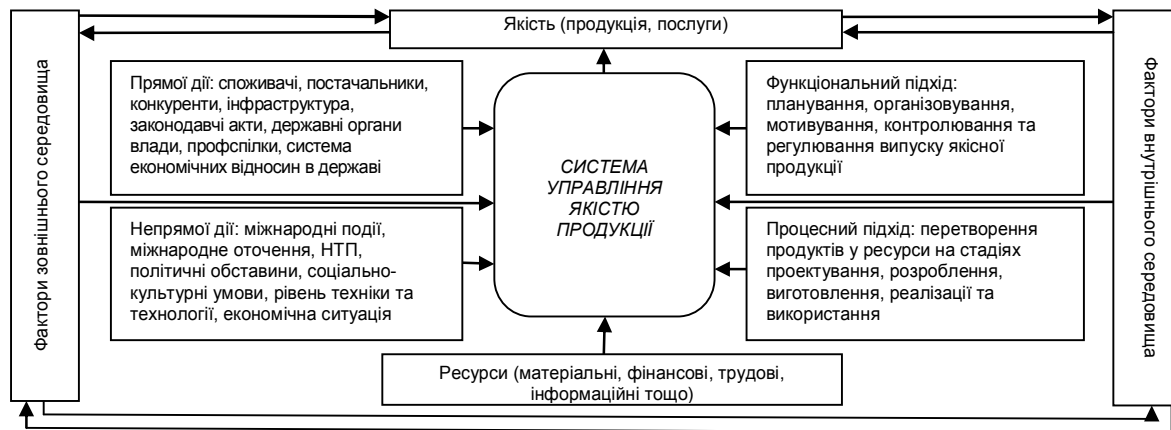 Якість (продукція, послуги)
Фактори зовнішнього середовища
Прямої дії: споживачі, постачальники,
конкуренти, інфраструктура,
законодавчі акти, державні органи
влади, профспілки, система
економічних відносин в державі
Непрямої дії: міжнародні події,
міжнародне оточення, НТП,
політичні обставини, соціально-
культурні умови, рівень техніки та
технології, економічна ситуація
СИСТЕМА
УПРАВЛІННЯ
ЯКІСТЮ
ПРОДУКЦІЇ
Функціональний підхід:
планування, організовування,
мотивування, контролювання та
регулювання випуску якісної
продукції
Процесний підхід: перетворення
продуктів у ресурси на стадіях
проектування, розроблення,
виготовлення, реалізації та
використання
Фактори внутрішнього середовища
Ресурси (матеріальні, фінансові, трудові,
інформаційні тощо)